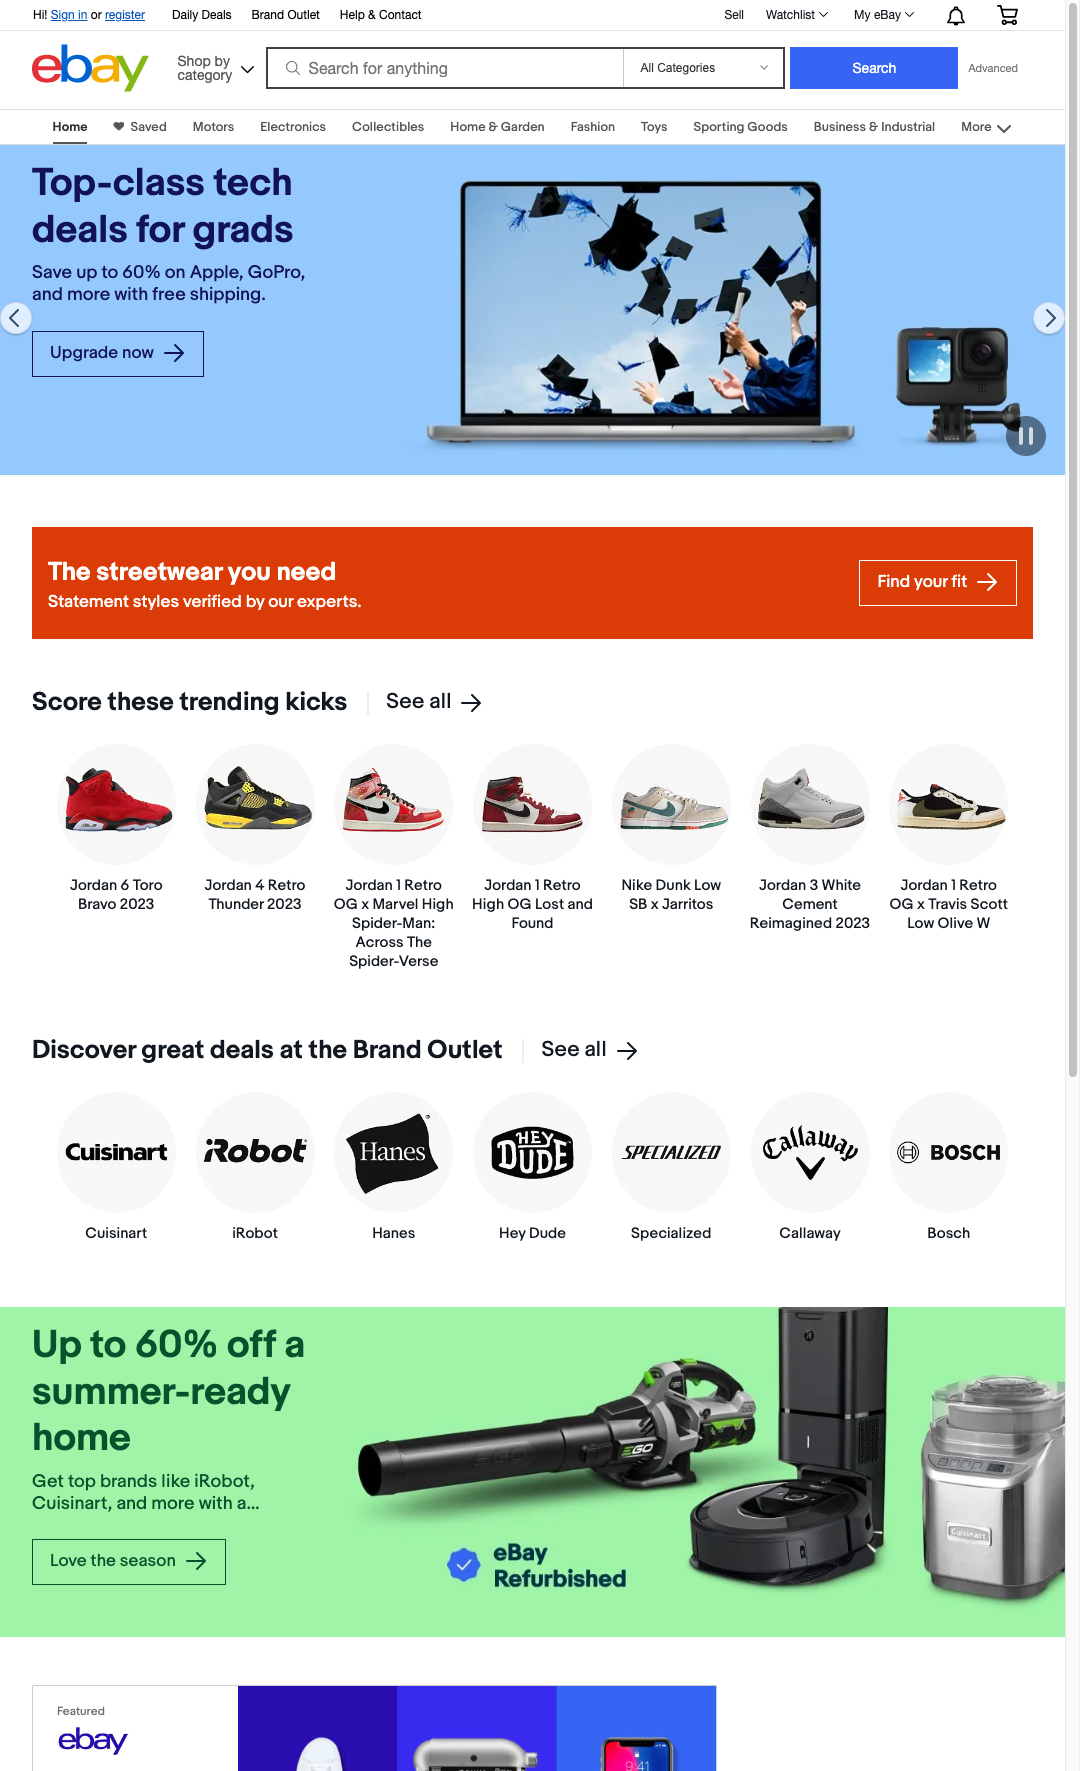 Hi! Sign in or register
Daily Deals
Brand Outlet
Help & Contact
Sell
Watchlist
My eBay
ebay
Shop by
category
Search for anything
All Categories
Search
Advanced
Home
Saved
Motors
Electronics
Collectibles
Home & Garden
Fashion
Toys
Sporting Goods
Business & Industrial
More
Top-class tech
deals for grads
Save up to 60% on Apple, GoPro,
and more with free shipping.
Upgrade now
The streetwear you need
Statement styles verified by our experts.
Find your fit
Score these trending kicks
See all
Jordan 6 Toro
Bravo 2023
Jordan 4 Retro
Thunder 2023
Jordan 1 Retro
OG x Marvel High
Spider-Man:
Across The
Spider-Verse
Jordan 1 Retro
High OG Lost and
Found
Nike Dunk Low
SB x Jarritos
Jordan 3 White
Cement
Reimagined 2023
Jordan 1 Retro
OG x Travis Scott
Low Olive W
Discover great deals at the Brand Outlet
See all
Cuisinart
iRobot
Hanes
HEY
DUDE
SPECIALIZED
Callaway
BOSCH
Cuisinart
iRobot
Hanes
Hey Dude
Specialized
Callaway
Bosch
Up to 60% off a
summer-ready
home
Get top brands like iRobot,
Cuisinart, and more with a...
Love the season
EGO
EGO
Cuisinart
eBay
Refurbished
Featured
ebay
9:41